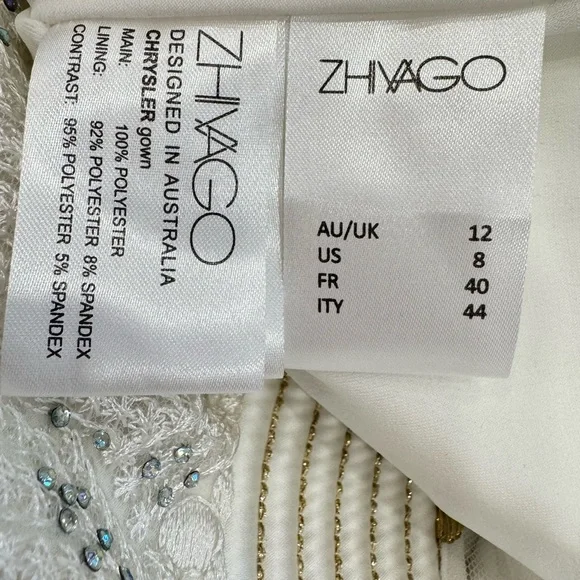 ZHIVAGO
DESIGNED IN AUSTRALIA
CHRYSLER gown
MAIN: 100% POLYESTER
LINING: 92% POLYESTER 8% SPANDEX
CONTRAST: 95% POLYESTER 5% SPANDEX
ZHIVAGO
AU/UK 12
US 8
FR 40
ITY 44